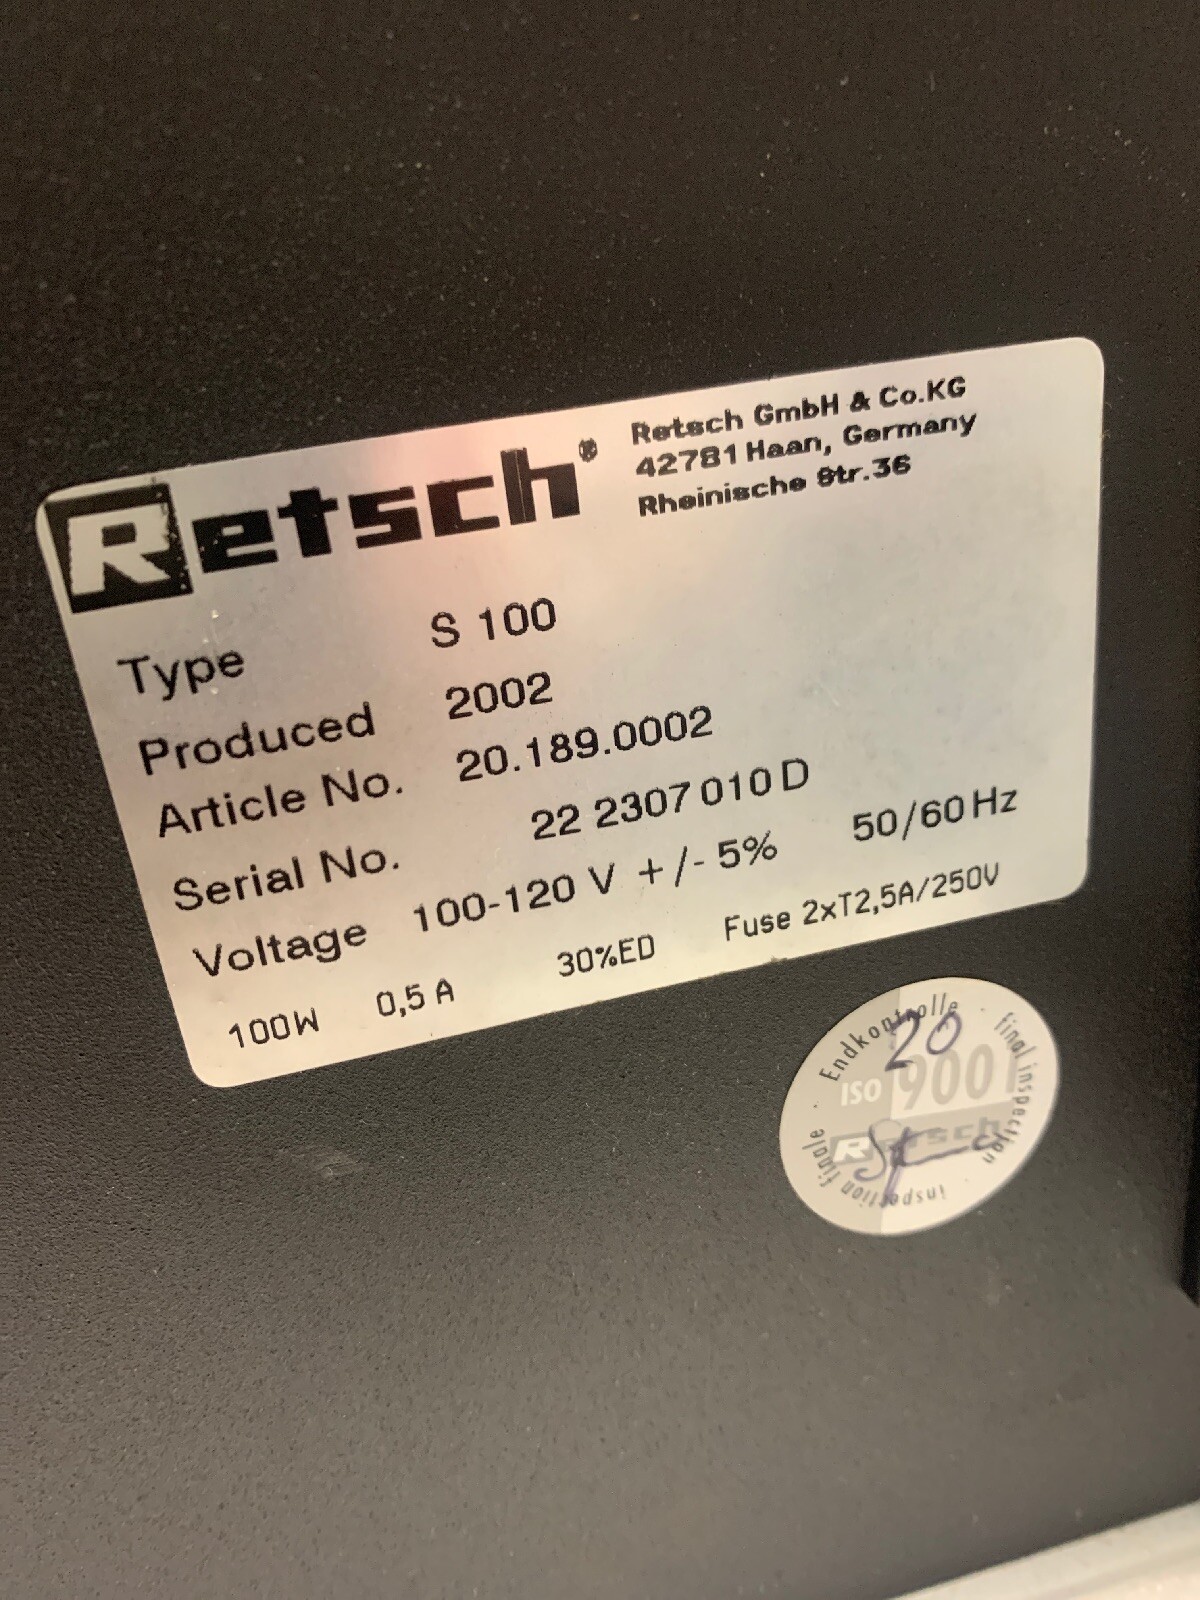 Retsch®
Retsch GmbH & Co.KG
42781 Haan, Germany
Rheinische Str.36
Type S 100
Produced 2002
Article No. 20.189.0002
Serial No. 22 2307 010 D
Voltage 100-120 V +/- 5% 50/60 Hz
100W 0,5 A 30%ED Fuse 2xT2,5A/250V
Endkontrolle · final inspection · inspection finale ·
20
ISO 9001
Retsch